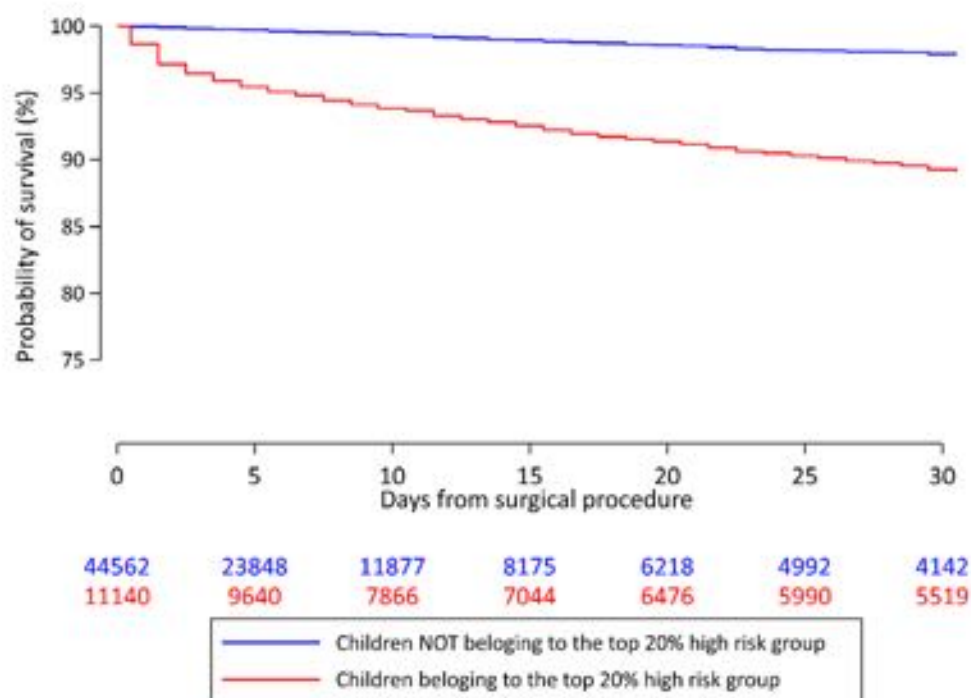 100
95
90
85
80
75
Probability of survival (%)
0 5 10 15 20 25 30
Days from surgical procedure
44562 23848 11877 8175 6218 4992 4142
11140 9640 7866 7044 6476 5990 5519
Children NOT beloging to the top 20% high risk group
Children beloging to the top 20% high risk group